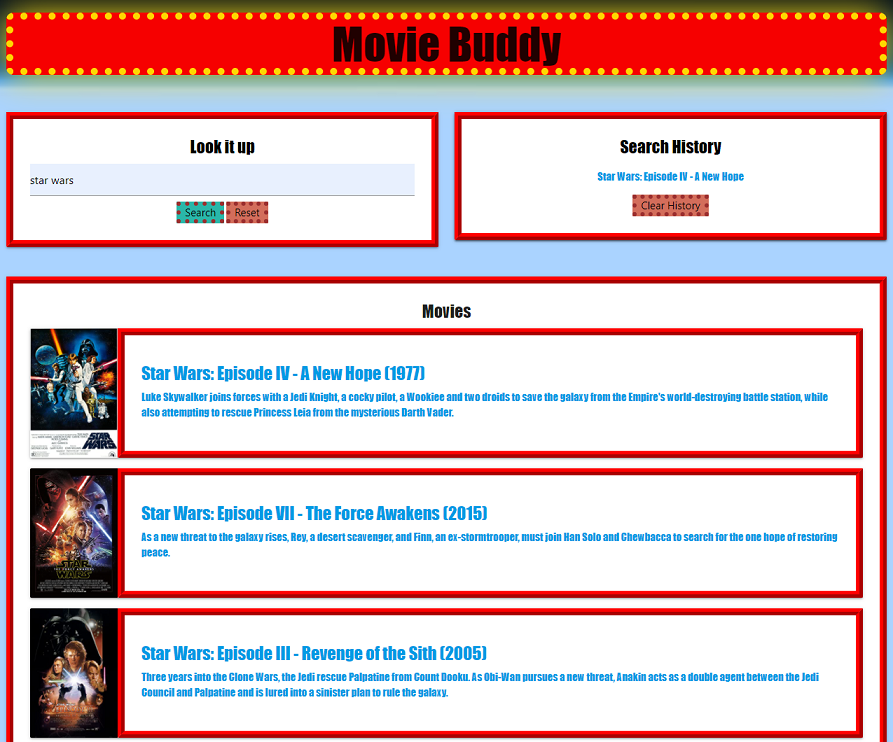 Movie Buddy
Look it up
star wars
Search
Reset
Search History
Star Wars: Episode IV - A New Hope
Clear History
Movies
Star Wars: Episode IV - A New Hope (1977)
Luke Skywalker joins forces with a Jedi Knight, a cocky pilot, a Wookiee and two droids to save the galaxy from the Empire's world-destroying battle station, while
also attempting to rescue Princess Leia from the mysterious Darth Vader.
STAR
WARS
Star Wars: Episode VII - The Force Awakens (2015)
As a new threat to the galaxy rises, Rey, a desert scavenger, and Finn, an ex-stormtrooper, must join Han Solo and Chewbacca to search for the one hope of restoring
peace.
STAR
THE FORCE AWAKENS
WARS
Star Wars: Episode III - Revenge of the Sith (2005)
Three years into the Clone Wars, the Jedi rescue Palpatine from Count Dooku. As Obi-Wan pursues a new threat, Anakin acts as a double agent between the Jedi
Council and Palpatine and is lured into a sinister plan to rule the galaxy.